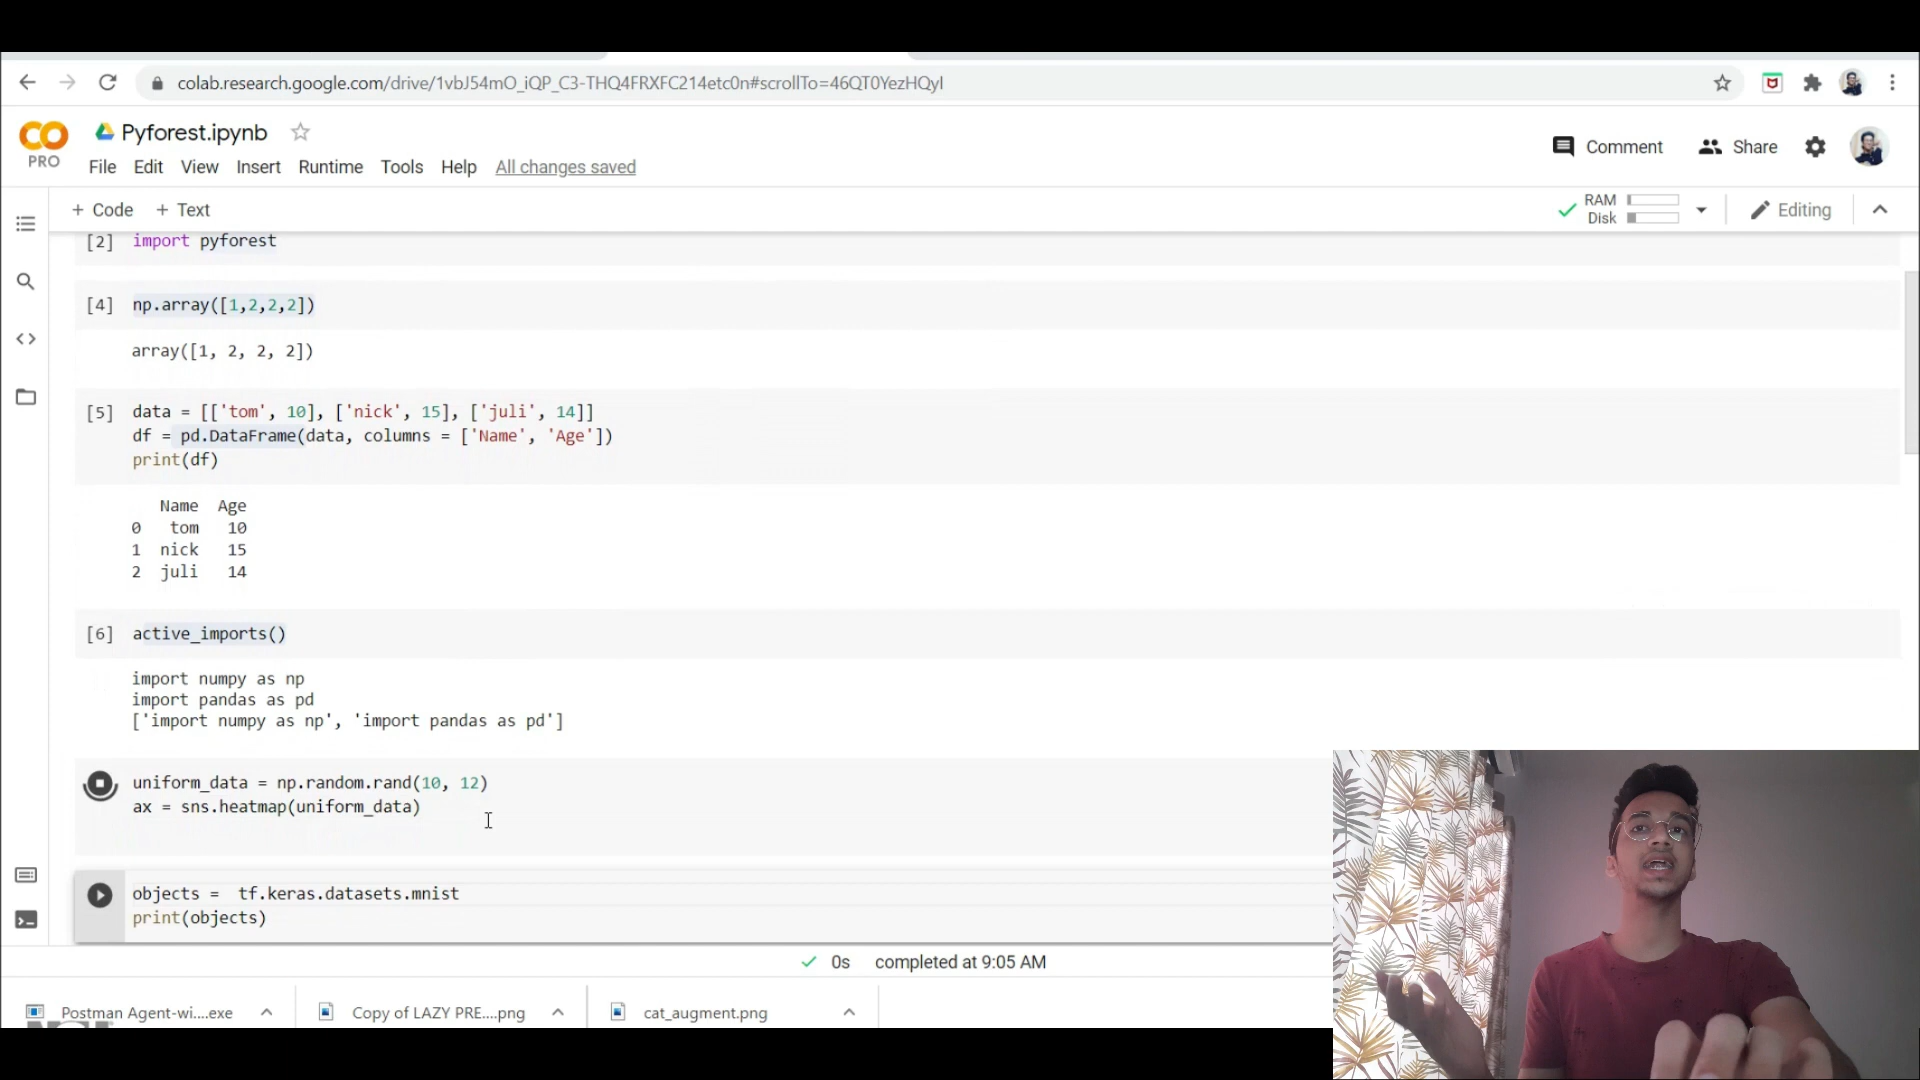 colab.research.google.com/drive/1vbJ54mO_iQP_C3-THQ4FRXFC214etc0n#scrollTo=46QT0YezHQyI
CO
PRO
Pyforest.ipynb
File Edit View Insert Runtime Tools Help All changes saved
Comment Share
+ Code + Text
RAM
Disk
Editing
[2] import pyforest
[4] np.array([1,2,2,2])
array([1, 2, 2, 2])
[5] data = [['tom', 10], ['nick', 15], ['juli', 14]]
df = pd.DataFrame(data, columns = ['Name', 'Age'])
print(df)
Name Age
0 tom 10
1 nick 15
2 juli 14
[6] active_imports()
import numpy as np
import pandas as pd
['import numpy as np', 'import pandas as pd']
uniform_data = np.random.rand(10, 12)
ax = sns.heatmap(uniform_data)
objects = tf.keras.datasets.mnist
print(objects)
0s completed at 9:05 AM
Postman Agent-wi....exe
Copy of LAZY PRE....png
cat_augment.png